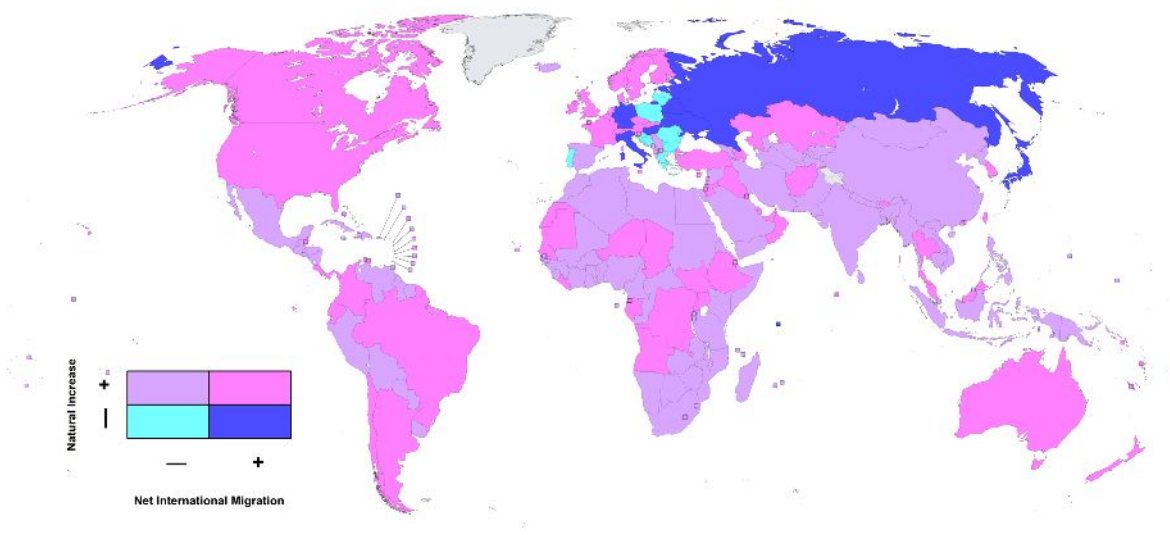 Natural Increase
+
—
—
+
Net International Migration